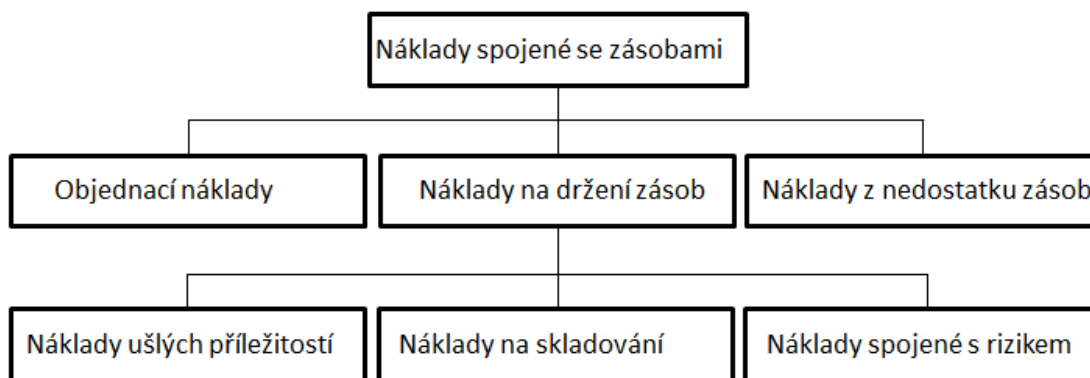 Náklady spojené se zásobami
Objednací náklady
Náklady na držení zásob
Náklady z nedostatku zásob
Náklady ušlých příležitostí
Náklady na skladování
Náklady spojené s rizikem